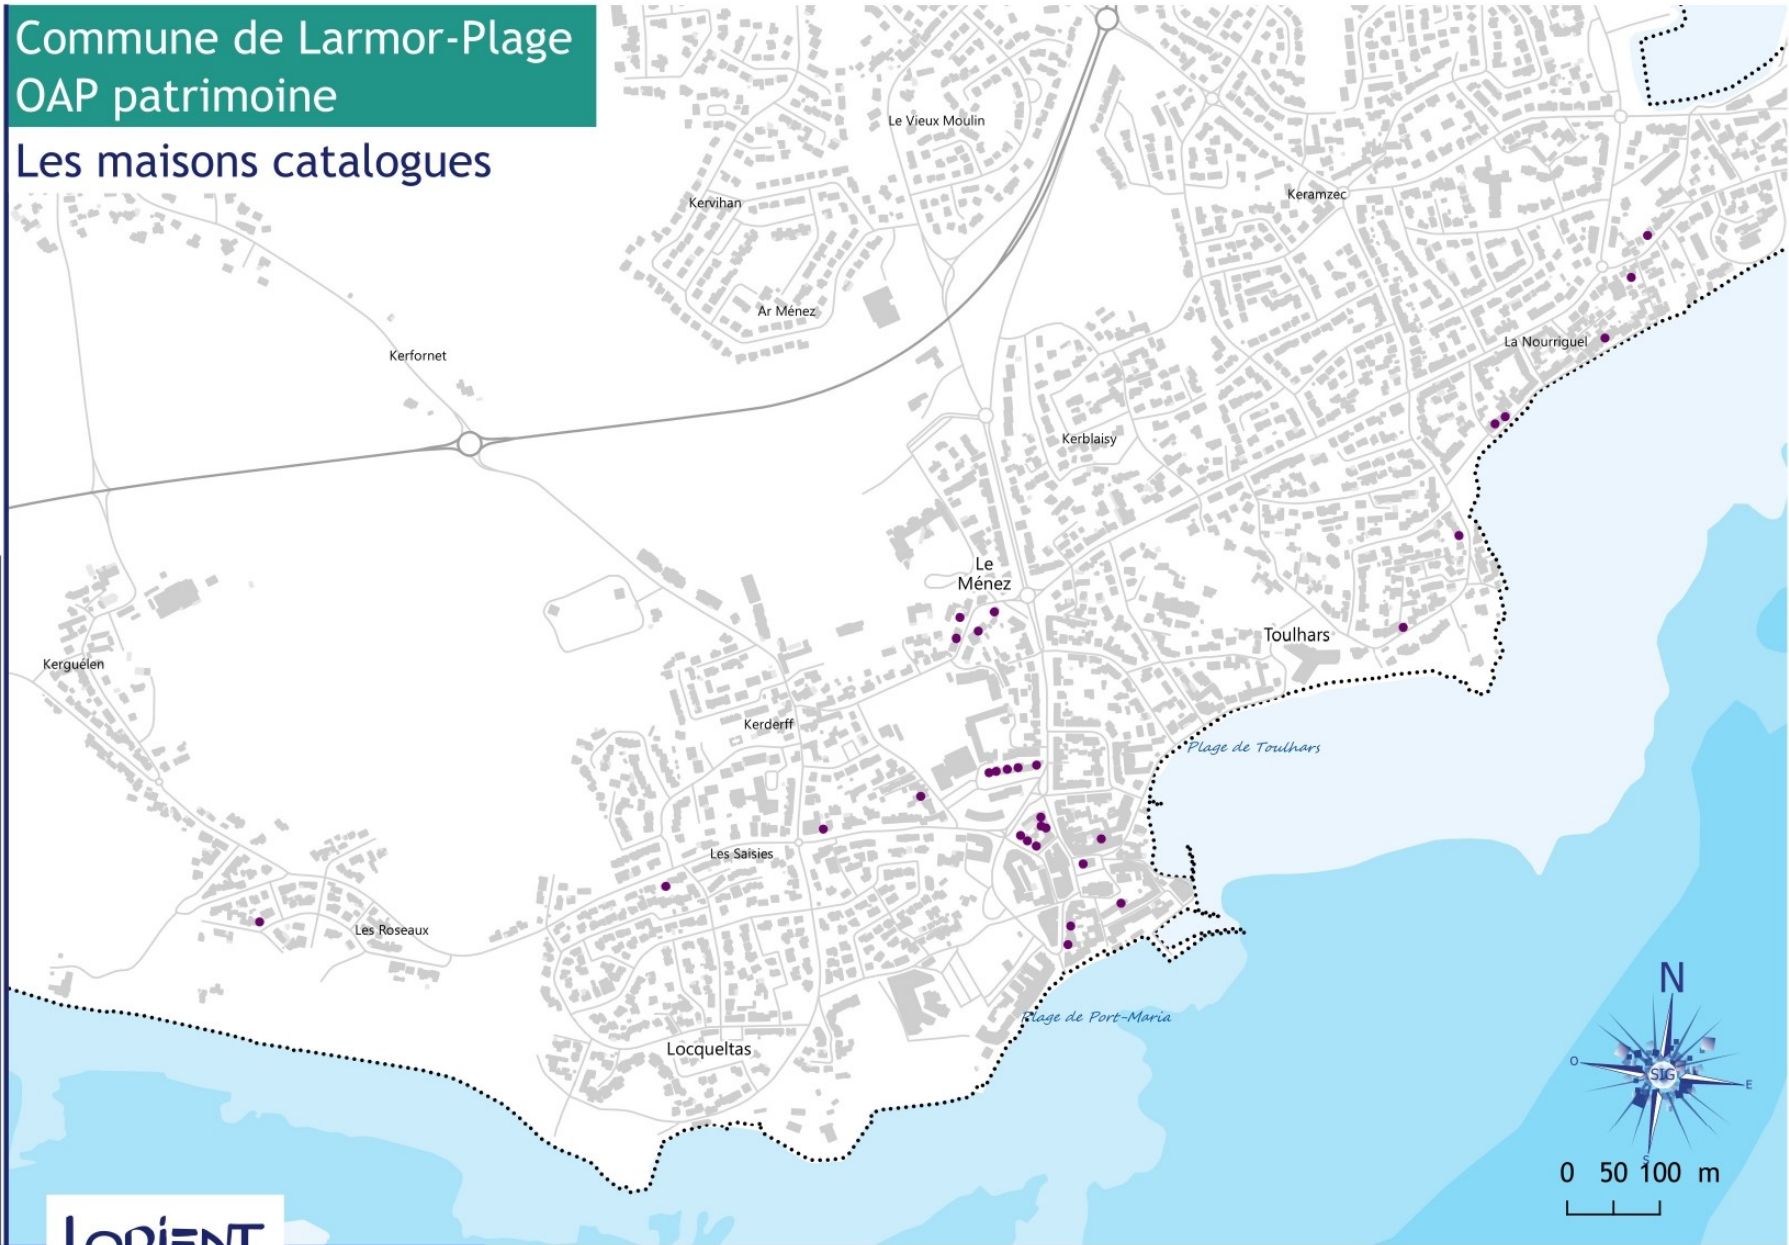 Commune de Larmor-Plage
OAP patrimoine
Les maisons catalogues
Le Vieux Moulin
Kervihan
Keramzec
Ar Ménez
Kerfornet
La Nourriguel
Kerblaisy
Le
Ménez
Toulhars
Kerguélen
Kerderff
Plage de Toulhars
Les Saisies
Les Roseaux
Plage de Port-Maria
Locqueltas
N
O
SIG
E
S
0 50 100 m
LORIENT